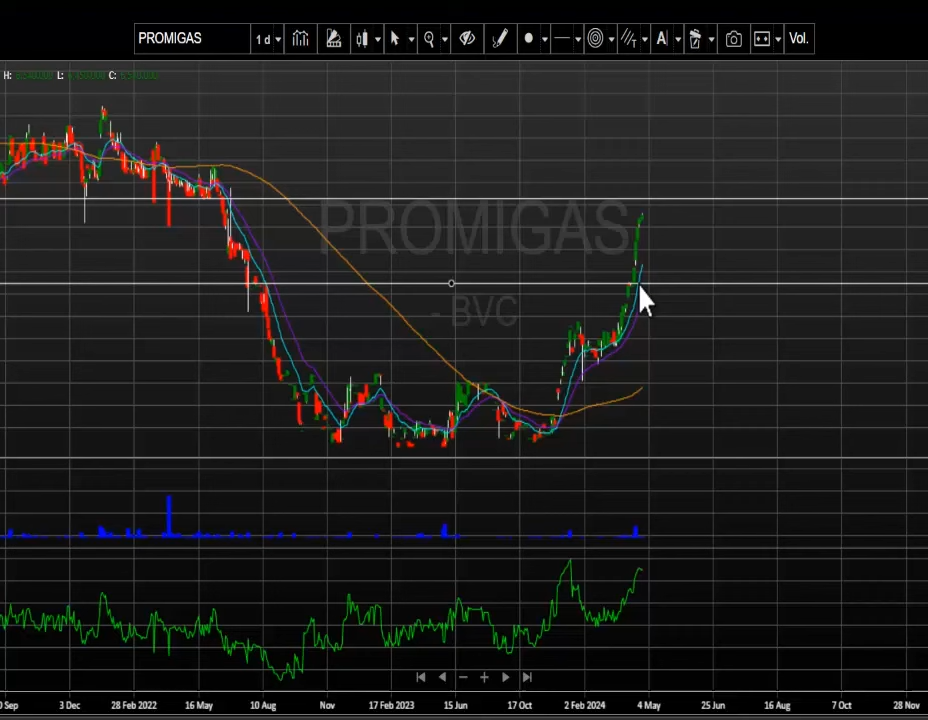 PROMIGAS 1 d Vol.
H: L: C:
PROMIGAS
- BVC
Sep 3 Dec 28 Feb 2022 16 May 10 Aug Nov 17 Feb 2023 15 Jun 17 Oct 2 Feb 2024 4 May 25 Jun 16 Aug 7 Oct 28 Nov